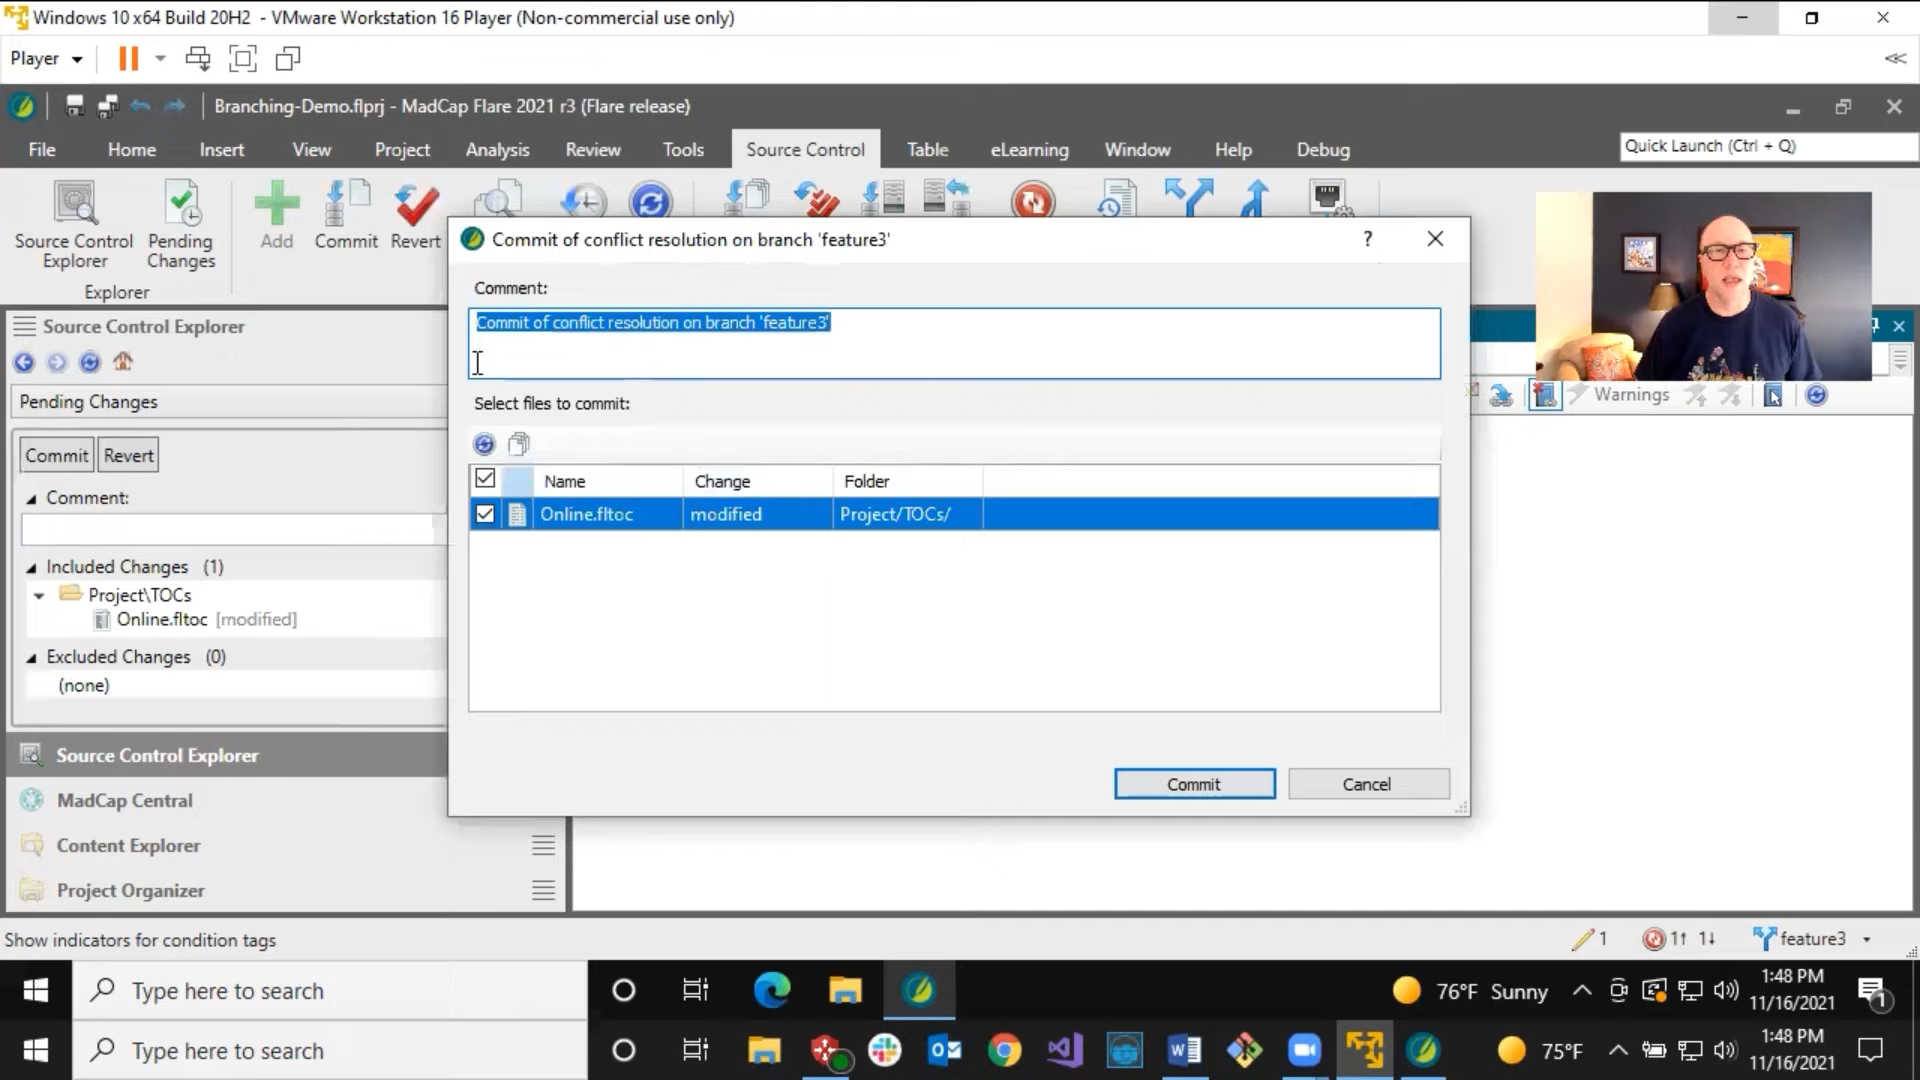 Windows 10 x64 Build 20H2 - VMware Workstation 16 Player (Non-commercial use only)
Player
Branching-Demo.flprj - MadCap Flare 2021 r3 (Flare release)
File Home Insert View Project Analysis Review Tools Source Control Table eLearning Window Help Debug
Quick Launch (Ctrl + Q)
Source Control Explorer
Pending Changes
Add
Commit
Revert
Explorer
Commit of conflict resolution on branch 'feature3'
?
Comment:
Commit of conflict resolution on branch 'feature3'
Select files to commit:
Name Change Folder
Online.fltoc modified Project/TOCs/
Commit
Cancel
Source Control Explorer
Pending Changes
Commit Revert
Comment:
Included Changes (1)
Project\TOCs
Online.fltoc [modified]
Excluded Changes (0)
(none)
Source Control Explorer
MadCap Central
Content Explorer
Project Organizer
Warnings
Show indicators for condition tags
1
1↑ 1↓
feature3
Type here to search
76°F Sunny
1:48 PM
11/16/2021
1
Type here to search
75°F
1:48 PM
11/16/2021